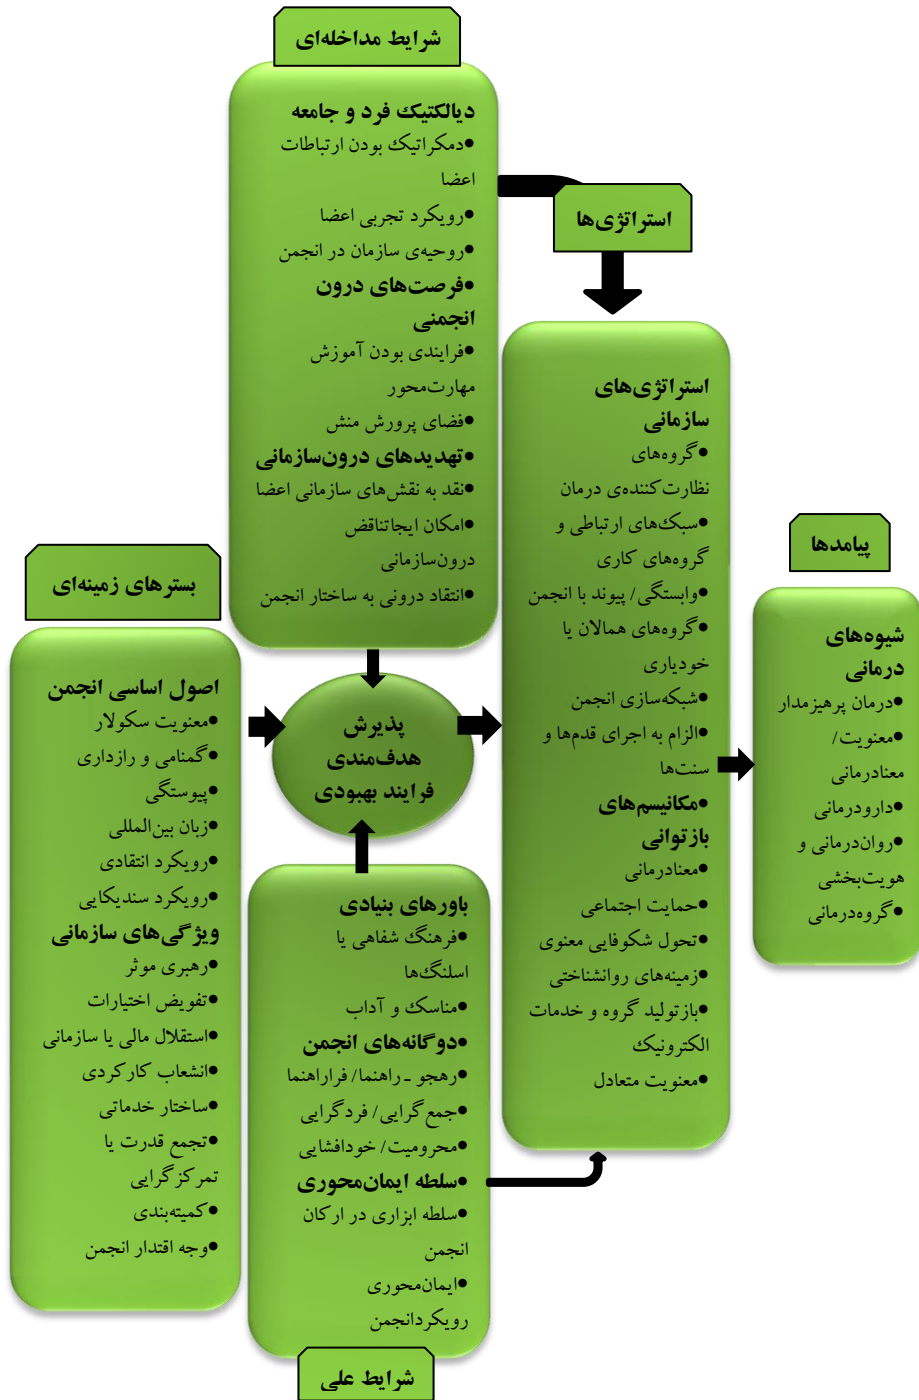 شرایط مداخله‌ای
دیالکتیک فرد و جامعه
●دمکراتیک بودن ارتباطات
اعضا
●رویکرد تجربی اعضا
●روحیه‌ی سازمان در انجمن
●فرصت‌های درون
انجمنی
●فرایندی بودن آموزش
مهارت‌محور
●فضای پرورش منش
●تهدیدهای درون‌سازمانی
●نقد به نقش‌های سازمانی اعضا
●امکان ایجاتناقض
درون‌سازمانی
●انتقاد درونی به ساختار انجمن
استراتژی‌ها
استراتژی‌های
سازمانی
●گروه‌های
نظارت‌کننده‌ی درمان
●سبک‌های ارتباطی و
گروه‌های کاری
●وابستگی/ پیوند با انجمن
●گروه‌های همالان یا
خودیاری
●شبکه‌سازی انجمن
●الزام به اجرای قدم‌ها و
سنت‌ها
●مکانیسم‌های
بازتوانی
●معنادرمانی
●حمایت اجتماعی
●تحول شکوفایی معنوی
●زمینه‌های روانشناختی
●بازتولید گروه و خدمات
الکترونیک
●معنویت متعادل
پیامدها
شیوه‌های
درمانی
●درمان پرهیزمدار
●معنویت/
معنادرمانی
●دارودرمانی
●روان‌درمانی و
هویت‌بخشی
●گروه‌درمانی
بسترهای زمینه‌ای
اصول اساسی انجمن
●معنویت سکولار
●گمنامی و رازداری
●پیوستگی
●زبان بین‌المللی
●رویکرد انتقادی
●رویکرد سندیکایی
ویژگی‌های سازمانی
●رهبری موثر
●تفویض اختیارات
●استقلال مالی یا سازمانی
●انشعاب کارکردی
●ساختار خدماتی
●تجمع قدرت یا
تمرکزگرایی
●کمیته‌بندی
●وجه اقتدار انجمن
پذیرش
هدف‌مندی
فرایند بهبودی
باورهای بنیادی
●فرهنگ شفاهی یا
اسلنگ‌ها
●مناسک و آداب
●دوگانه‌های انجمن
●رهجو - راهنما/ فراراهنما
●جمع‌گرایی/ فردگرایی
●محرومیت/ خودافشایی
●سلطه ایمان‌محوری
●سلطه ابزاری در ارکان
انجمن
●ایمان‌محوری
رویکردانجمن
شرایط علی